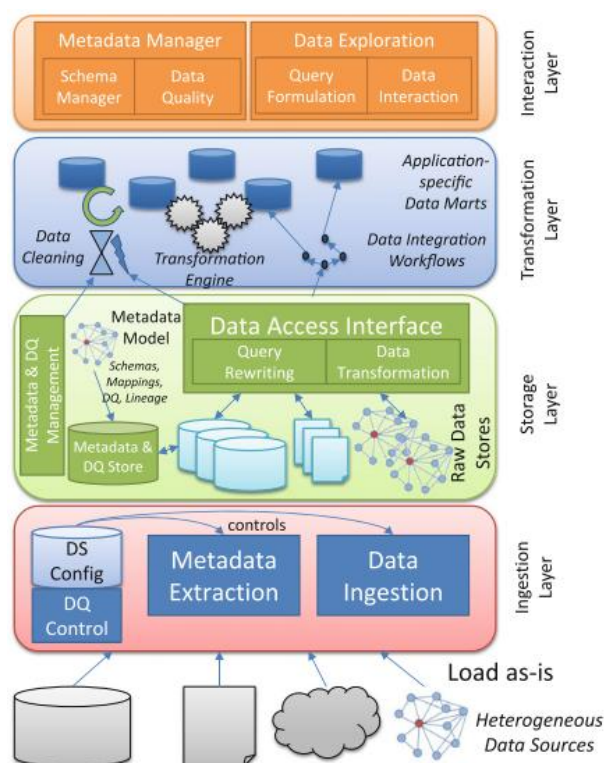 Metadata Manager
Schema
Manager
Data
Quality
Data Exploration
Query
Formulation
Data
Interaction
Interaction
Layer
Application-
specific
Data Marts
Data
Cleaning
Transformation
Engine
Data Integration
Workflows
Transformation
Layer
Metadata & DQ
Management
Metadata
Model
Schemas,
Mappings,
DQ, Lineage
Metadata &
DQ Store
Data Access Interface
Query
Rewriting
Data
Transformation
Raw Data
Stores
Storage
Layer
controls
DS
Config
DQ
Control
Metadata
Extraction
Data
Ingestion
Ingestion
Layer
Load as-is
Heterogeneous
Data Sources